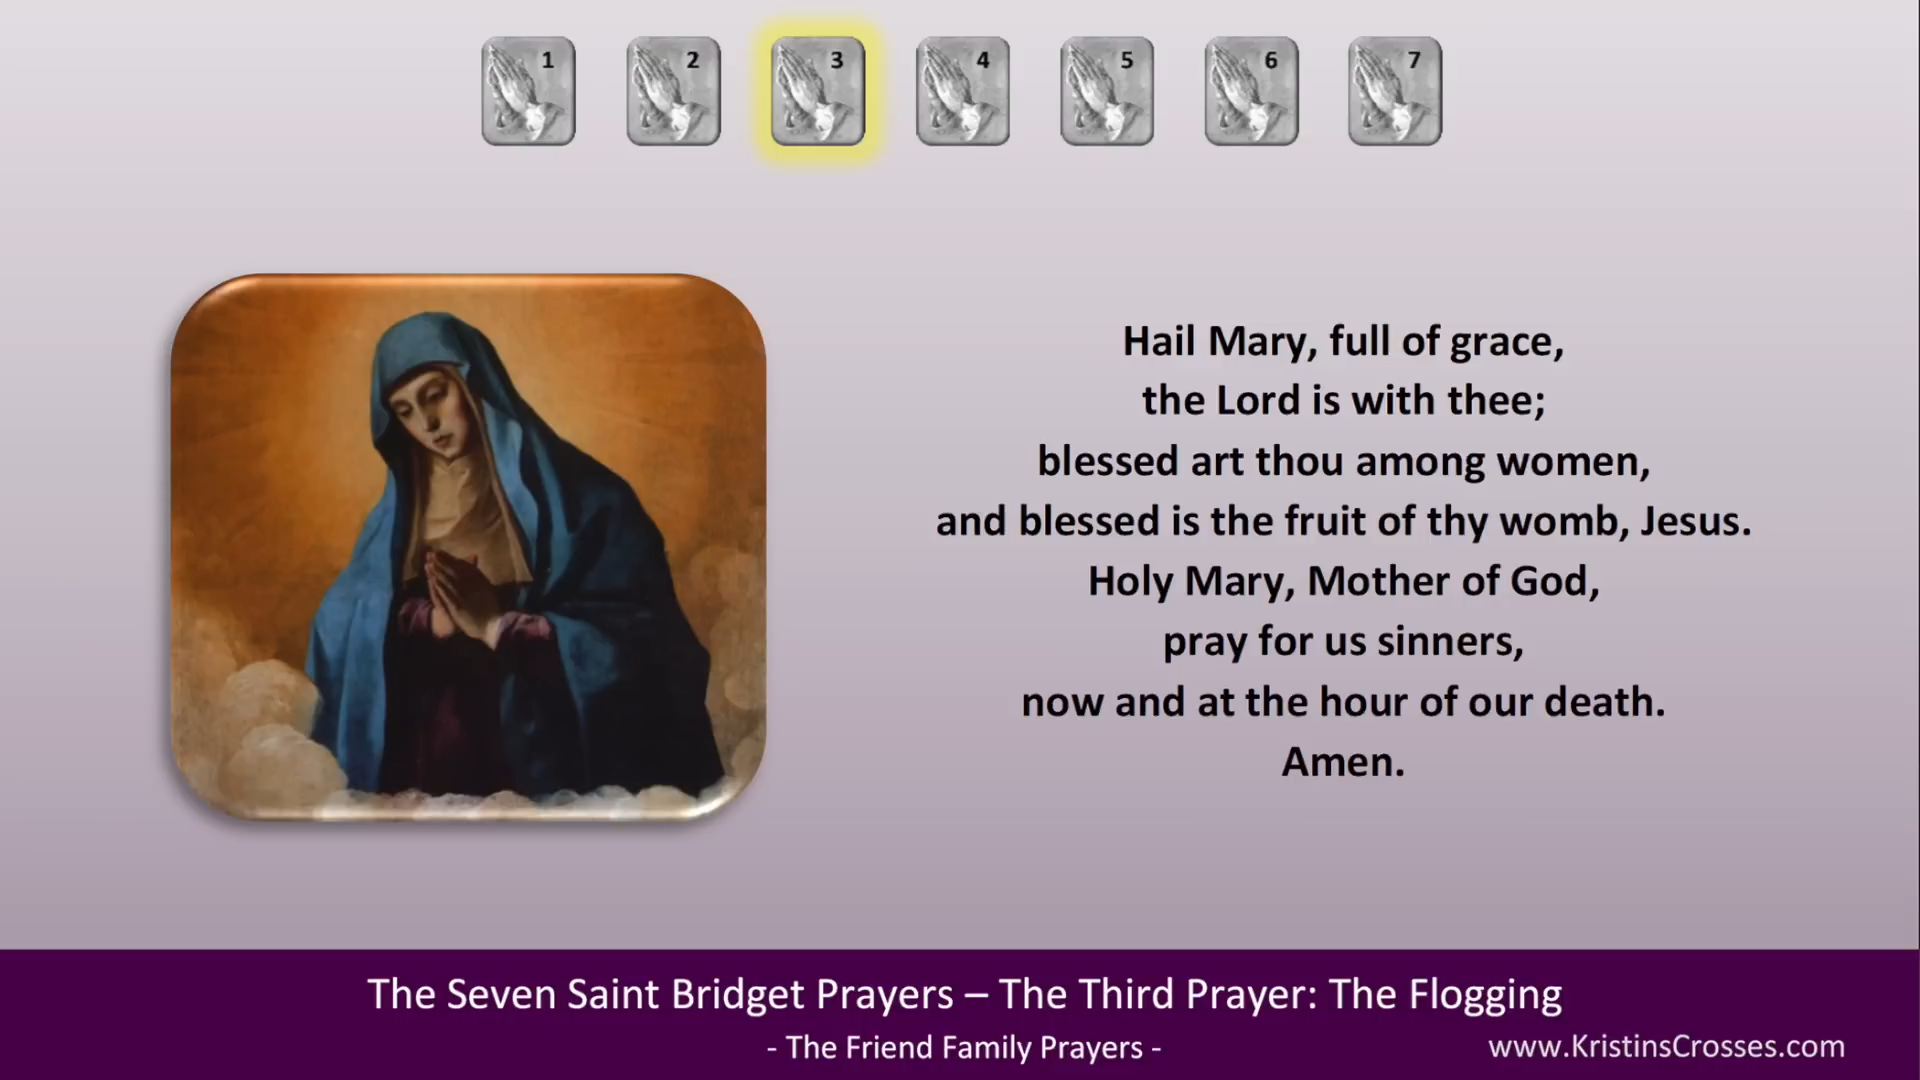 1 2 3 4 5 6 7
Hail Mary, full of grace,
the Lord is with thee;
blessed art thou among women,
and blessed is the fruit of thy womb, Jesus.
Holy Mary, Mother of God,
pray for us sinners,
now and at the hour of our death.
Amen.
The Seven Saint Bridget Prayers – The Third Prayer: The Flogging
- The Friend Family Prayers -
www.KristinsCrosses.com